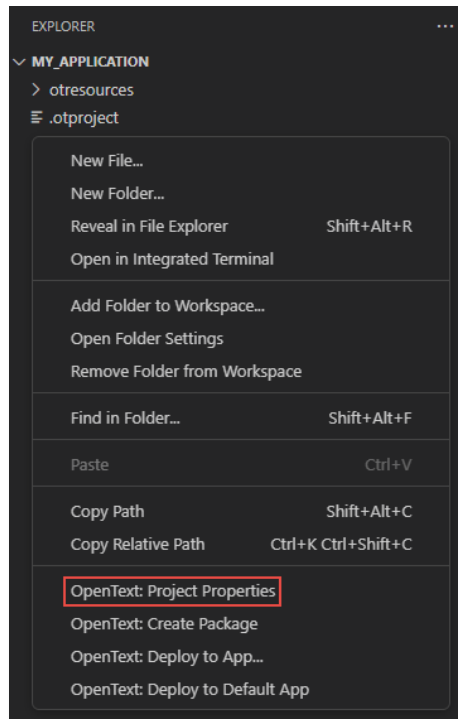 EXPLORER
MY_APPLICATION
otresources
.otproject
New File...
New Folder...
Reveal in File Explorer Shift+Alt+R
Open in Integrated Terminal
Add Folder to Workspace...
Open Folder Settings
Remove Folder from Workspace
Find in Folder... Shift+Alt+F
Paste Ctrl+V
Copy Path Shift+Alt+C
Copy Relative Path Ctrl+K Ctrl+Shift+C
OpenText: Project Properties
OpenText: Create Package
OpenText: Deploy to App...
OpenText: Deploy to Default App